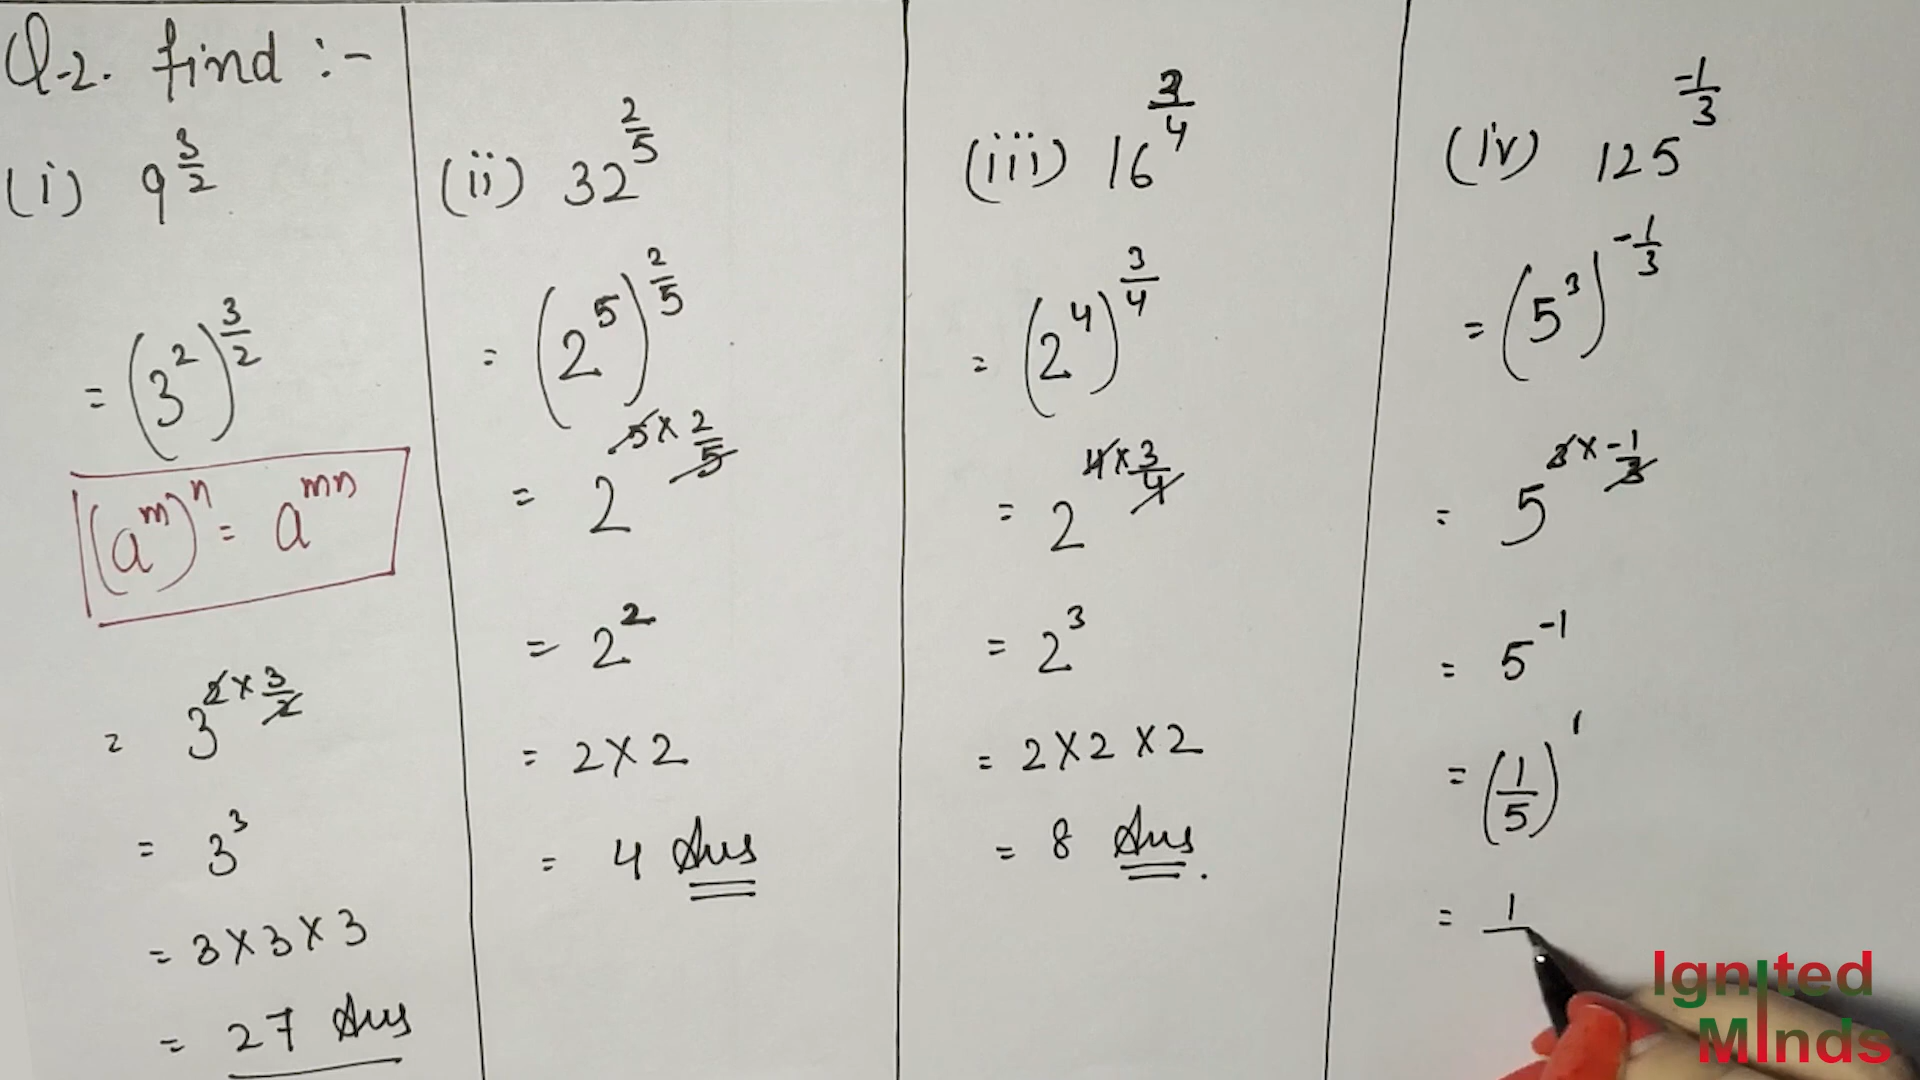 Q.2. find :-
(i) 9^(3/2)
= (3^2)^(3/2)
(a^m)^n = a^(mn)
= 3^(2×3/2)
= 3^3
= 3×3×3
= 27 Ans
(ii) 32^(2/5)
= (2^5)^(2/5)
= 2^(5×2/5)
= 2^2
= 2×2
= 4 Ans
(iii) 16^(3/4)
= (2^4)^(3/4)
= 2^(4×3/4)
= 2^3
= 2×2×2
= 8 Ans.
(iv) 125^(-1/3)
= (5^3)^(-1/3)
= 5^(3×-1/3)
= 5^-1
= (1/5)^1
= 1/
Ignited
Minds